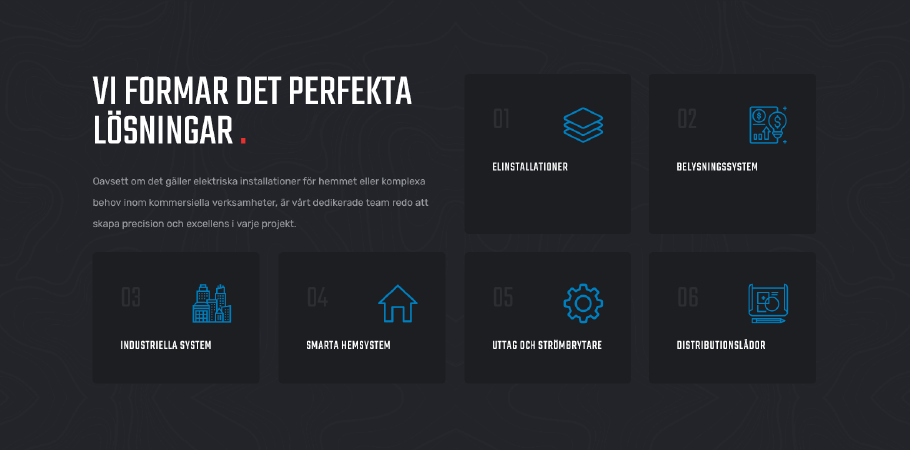 VI FORMAR DET PERFEKTA
LÖSNINGAR .
Oavsett om det gäller elektriska installationer för hemmet eller komplexa
behov inom kommersiella verksamheter, är vårt dedikerade team redo att
skapa precision och excellens i varje projekt.
01
ELINSTALLATIONER
02
BELYSNINGSSYSTEM
03
INDUSTRIELLA SYSTEM
04
SMARTA HEMSYSTEM
05
UTTAG OCH STRÖMBRYTARE
06
DISTRIBUTIONSLÅDOR